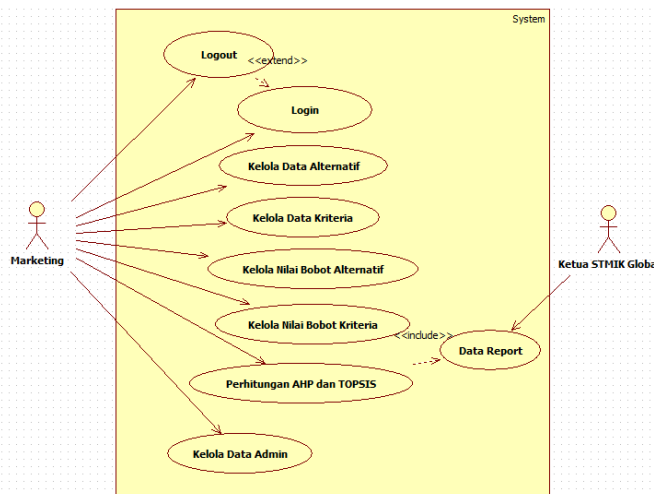 System
Logout
<<extend>>
Login
Kelola Data Alternatif
Kelola Data Kriteria
Marketing
Ketua STMIK Globa
Kelola Nilai Bobot Alternatif
Kelola Nilai Bobot Kriteria
<<include>>
Data Report
Perhitungan AHP dan TOPSIS
Kelola Data Admin